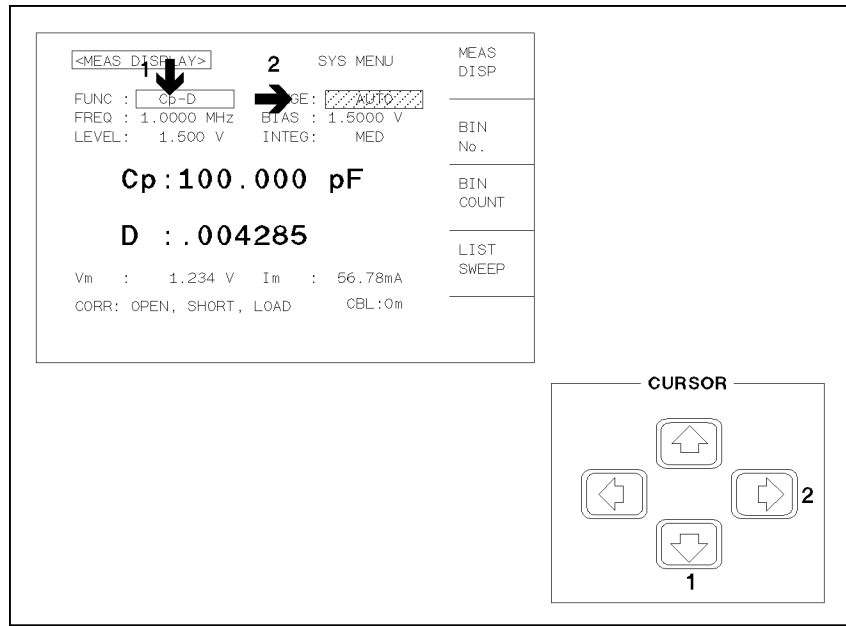 <MEAS DISPLAY> SYS MENU
1 2
FUNC : Cp-D GE: AUTO
FREQ : 1.0000 MHz BIAS : 1.5000 V
LEVEL: 1.500 V INTEG: MED
Cp:100.000 pF
D :.004285
Vm : 1.234 V Im : 56.78mA
CORR: OPEN, SHORT, LOAD CBL:0m
MEAS
DISP
BIN
No.
BIN
COUNT
LIST
SWEEP
CURSOR
2
1